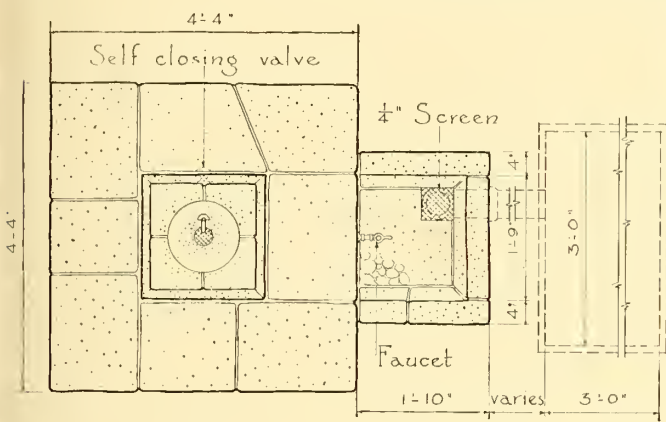 4'-4"
Self closing valve
1/4" Screen
4-4"
4"
1-9"
4"
3-0"
Faucet
1-10"
varies
3-0"